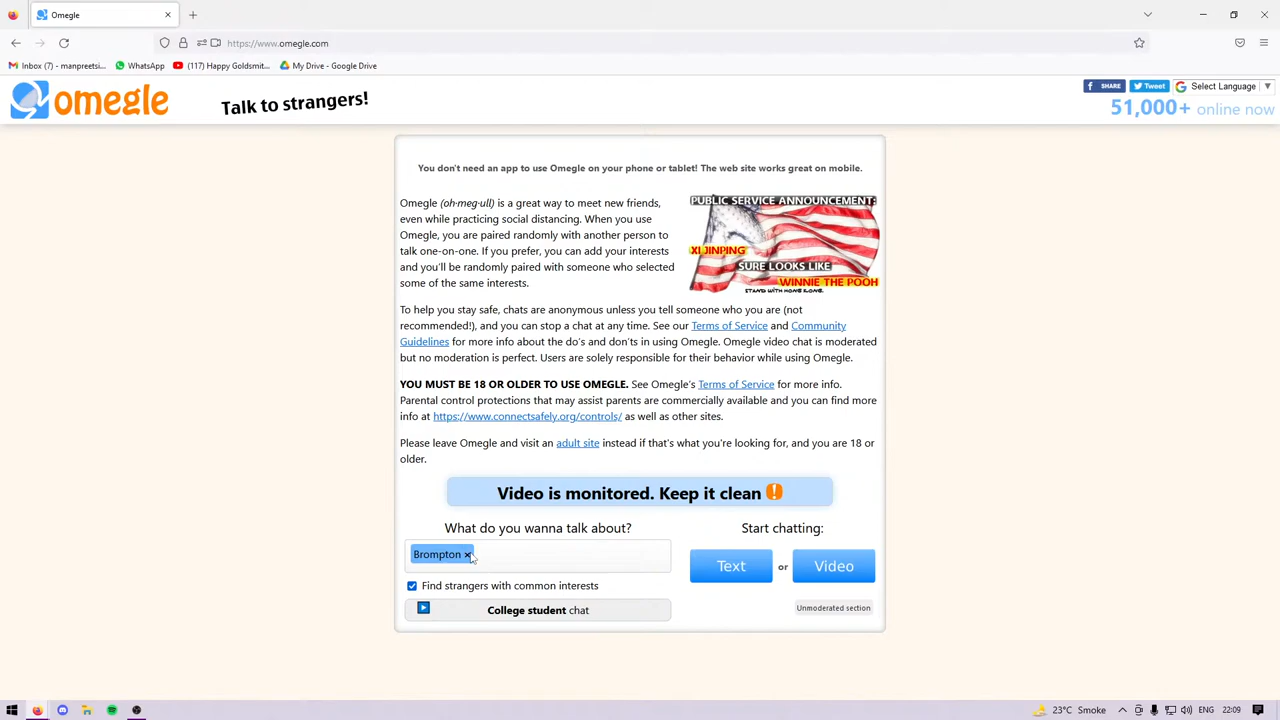 Omegle
https://www.omegle.com
Inbox (7) - manpreetsi...
WhatsApp
(117) Happy Goldsmit...
My Drive - Google Drive
omegle
Talk to strangers!
SHARE
Tweet
Select Language
51,000+ online now
You don't need an app to use Omegle on your phone or tablet! The web site works great on mobile.
Omegle (oh·meg·ull) is a great way to meet new friends,
even while practicing social distancing. When you use
Omegle, you are paired randomly with another person to
talk one-on-one. If you prefer, you can add your interests
and you'll be randomly paired with someone who selected
some of the same interests.
PUBLIC SERVICE ANNOUNCEMENT:
XI JINPING
SURE LOOKS LIKE
WINNIE THE POOH
STAND WITH HONG KONG.
To help you stay safe, chats are anonymous unless you tell someone who you are (not
recommended!), and you can stop a chat at any time. See our Terms of Service and Community
Guidelines for more info about the do's and don'ts in using Omegle. Omegle video chat is moderated
but no moderation is perfect. Users are solely responsible for their behavior while using Omegle.
YOU MUST BE 18 OR OLDER TO USE OMEGLE. See Omegle's Terms of Service for more info.
Parental control protections that may assist parents are commercially available and you can find more
info at https://www.connectsafely.org/controls/ as well as other sites.
Please leave Omegle and visit an adult site instead if that's what you're looking for, and you are 18 or
older.
Video is monitored. Keep it clean
What do you wanna talk about?
Start chatting:
Brompton
Text or Video
Find strangers with common interests
College student chat
Unmoderated section
23°C Smoke
ENG
22:09